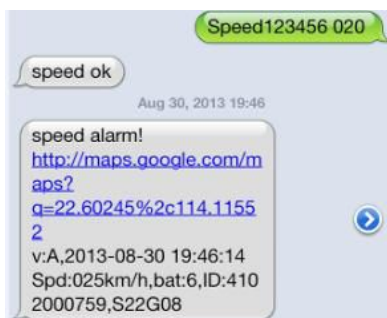 Speed123456 020
speed ok
Aug 30, 2013 19:46
speed alarm!
http://maps.google.com/m
aps?
q=22.60245%2c114.1155
2
v:A,2013-08-30 19:46:14
Spd:025km/h,bat:6,ID:410
2000759,S22G08